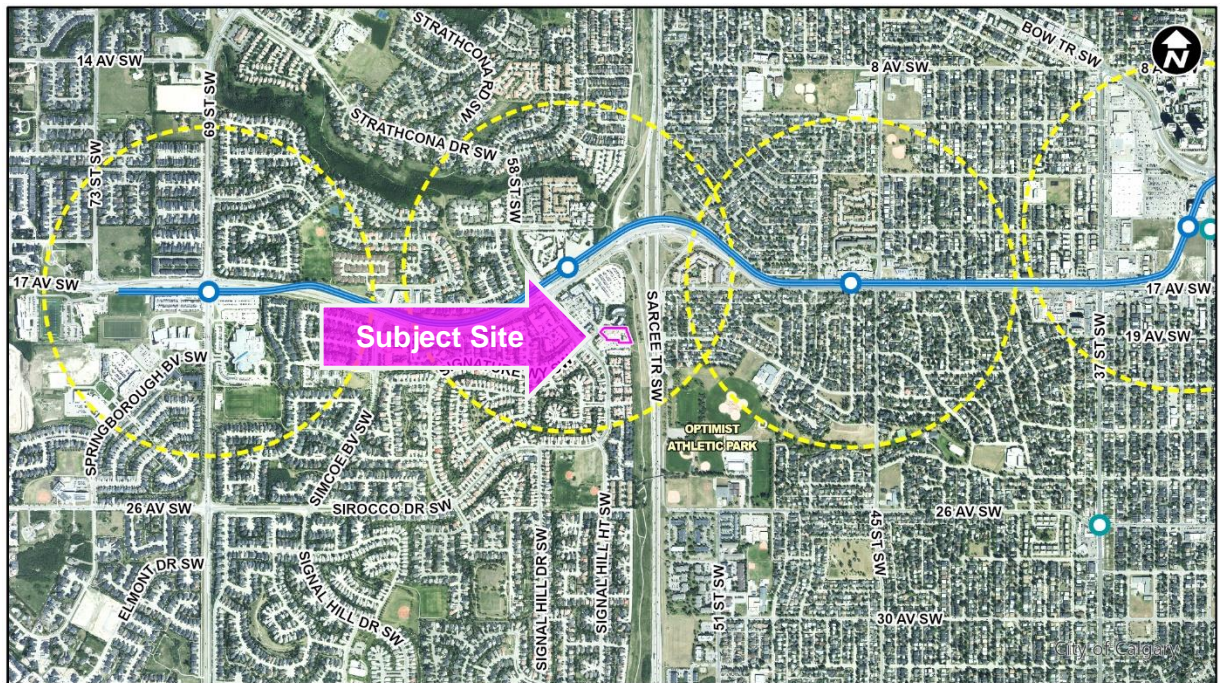 14 AV SW
69 ST SW
73 ST SW
STRATHCONA RD SW
STRATHCONA DR SW
58 ST SW
8 AV SW
BOW TR SW
N
8 A
17 AV SW
17 AV SW
Subject Site
SARCEE TR SW
19 AV SW
37 ST SW
SPRINGBOROUGH BV SW
SIMCOE BV SW
OPTIMIST
ATHLETIC PARK
26 AV SW
SIROCCO DR SW
26 AV SW
45 ST SW
ELMONT DR SW
SIGNAL HILL DR SW
SIGNAL HILL DR SW
SIGNAL HILL HT SW
51 ST SW
30 AV SW
City of Calgary